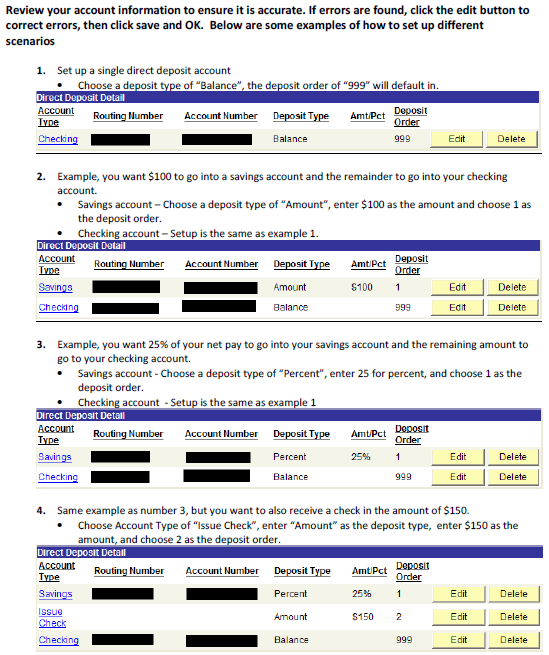 Review your account information to ensure it is accurate. If errors are found, click the edit button to
correct errors, then click save and OK.  Below are some examples of how to set up different
scenarios
1. Set up a single direct deposit account
• Choose a deposit type of "Balance", the deposit order of "999" will default in.
Direct Deposit Detail
Account Type Routing Number Account Number Deposit Type Amt/Pct Deposit Order
Checking Balance 999 Edit Delete
2. Example, you want $100 to go into a savings account and the remainder to go into your checking
account.
• Savings account – Choose a deposit type of "Amount", enter $100 as the amount and choose 1 as
the deposit order.
• Checking account – Setup is the same as example 1.
Direct Deposit Detail
Account Type Routing Number Account Number Deposit Type Amt/Pct Deposit Order
Savings Amount $100 1 Edit Delete
Checking Balance 999 Edit Delete
3. Example, you want 25% of your net pay to go into your savings account and the remaining amount to
go to your checking account.
• Savings account - Choose a deposit type of "Percent", enter 25 for percent, and choose 1 as the
deposit order.
• Checking account  - Setup is the same as example 1
Direct Deposit Detail
Account Type Routing Number Account Number Deposit Type Amt/Pct Deposit Order
Savings Percent 25% 1 Edit Delete
Checking Balance 999 Edit Delete
4. Same example as number 3, but you want to also receive a check in the amount of $150.
• Choose Account Type of "Issue Check", enter "Amount" as the deposit type,  enter $150 as the
amount, and choose 2 as the deposit order.
Direct Deposit Detail
Account Type Routing Number Account Number Deposit Type Amt/Pct Deposit Order
Savings Percent 25% 1 Edit Delete
Issue Check Amount $150 2 Edit Delete
Checking Balance 999 Edit Delete